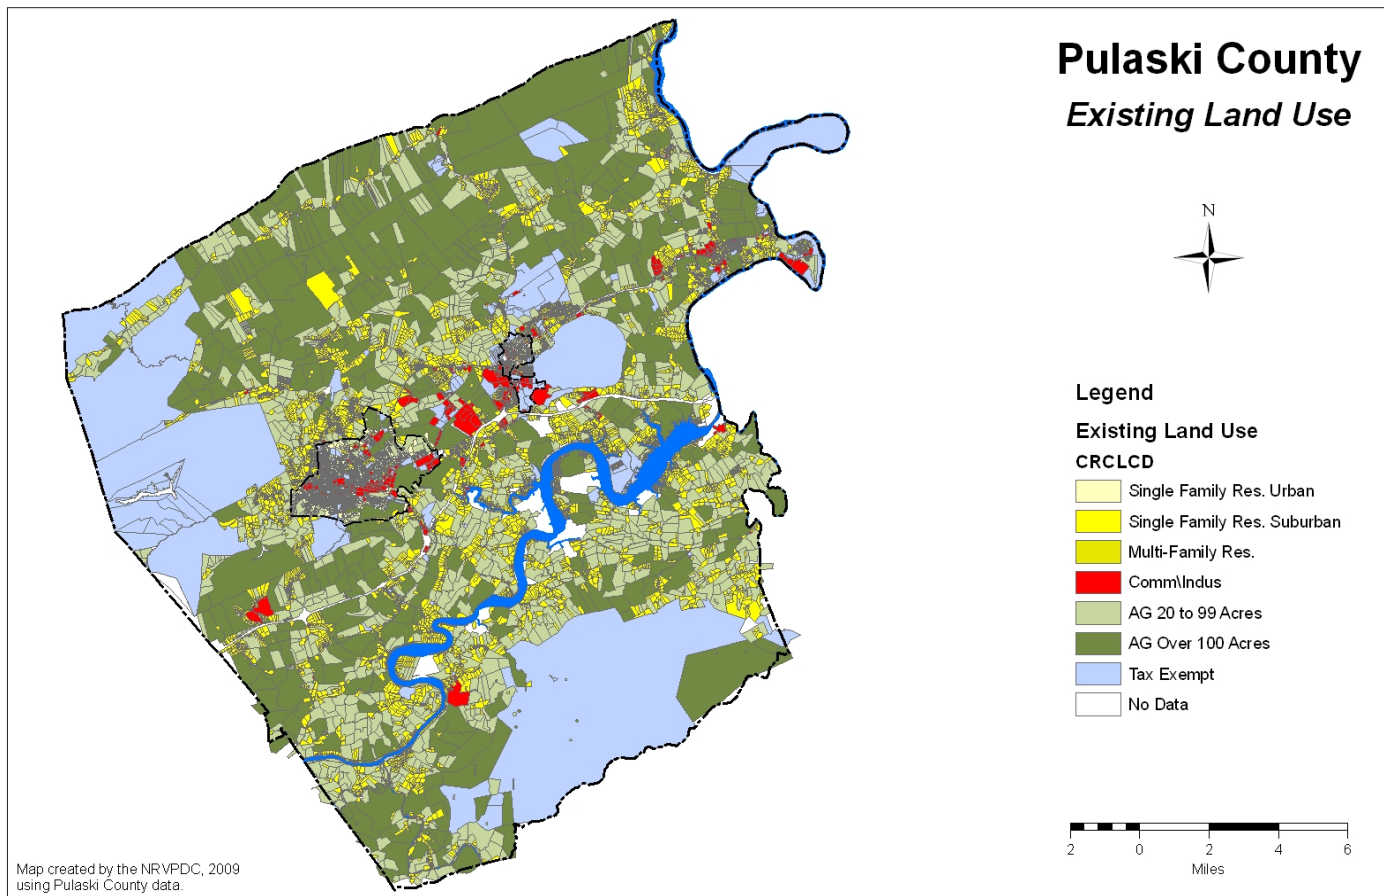 Pulaski County
Existing Land Use
N
Legend
Existing Land Use
CRCLCD
Single Family Res. Urban
Single Family Res. Suburban
Multi-Family Res.
Comm\Indus
AG 20 to 99 Acres
AG Over 100 Acres
Tax Exempt
No Data
2 0 2 4 6
Miles
Map created by the NRVPDC, 2009
using Pulaski County data.